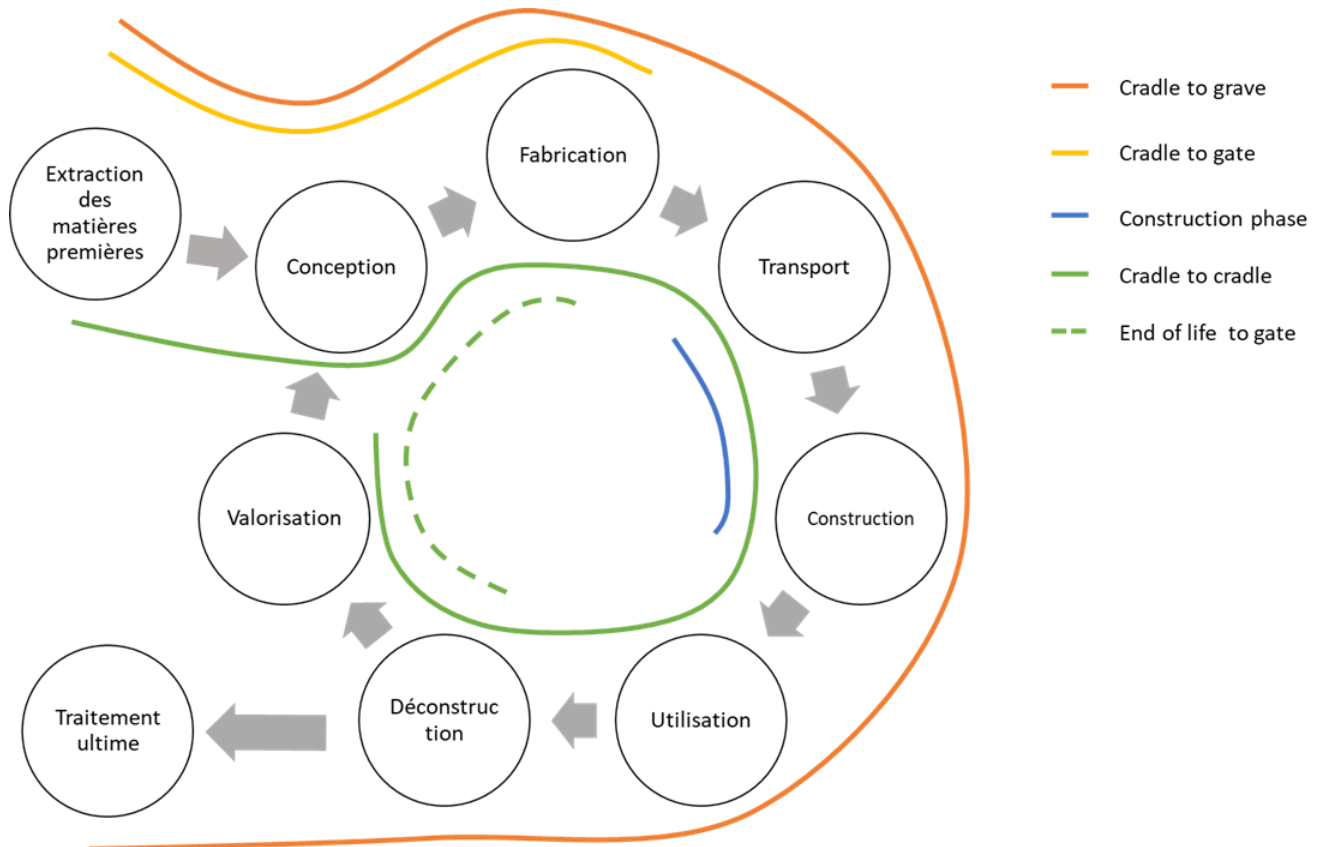 Extraction
des
matières
premières
Conception
Fabrication
Transport
Construction
Utilisation
Déconstruc
tion
Valorisation
Traitement
ultime
Cradle to grave
Cradle to gate
Construction phase
Cradle to cradle
End of life to gate